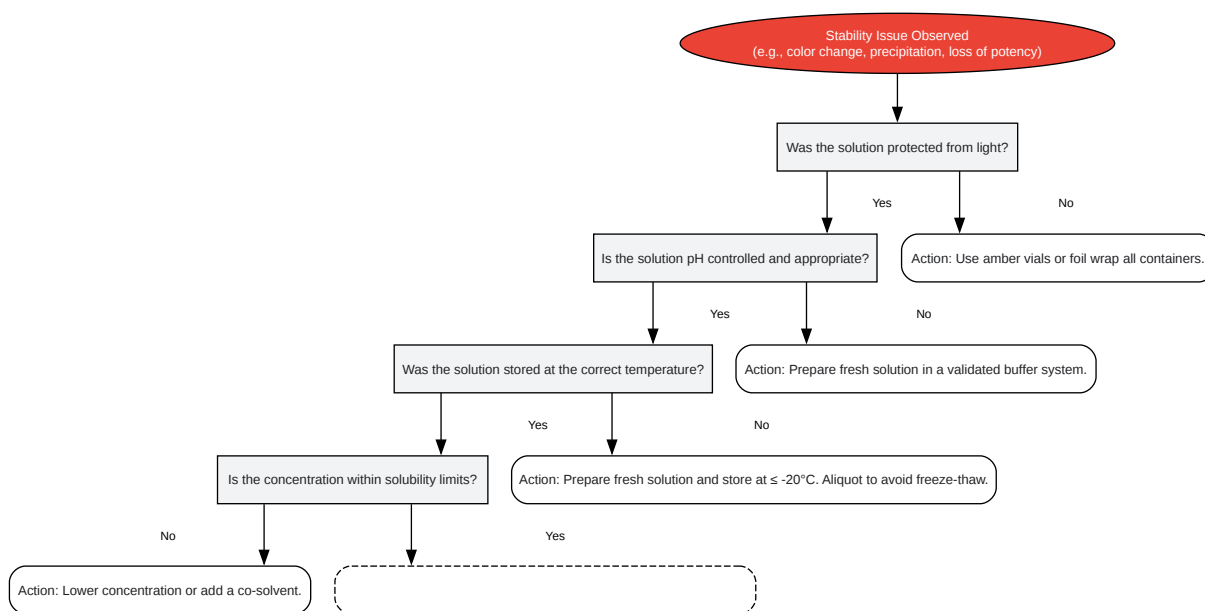 Stability Issue Observed
(e.g., color change, precipitation, loss of potency)
Was the solution protected from light?
Yes
No
Is the solution pH controlled and appropriate?
Action: Use amber vials or foil wrap all containers.
Yes
No
Was the solution stored at the correct temperature?
Action: Prepare fresh solution in a validated buffer system.
Yes
No
Is the concentration within solubility limits?
Action: Prepare fresh solution and store at ≤ -20°C. Aliquot to avoid freeze-thaw.
No
Yes
Action: Lower concentration or add a co-solvent.